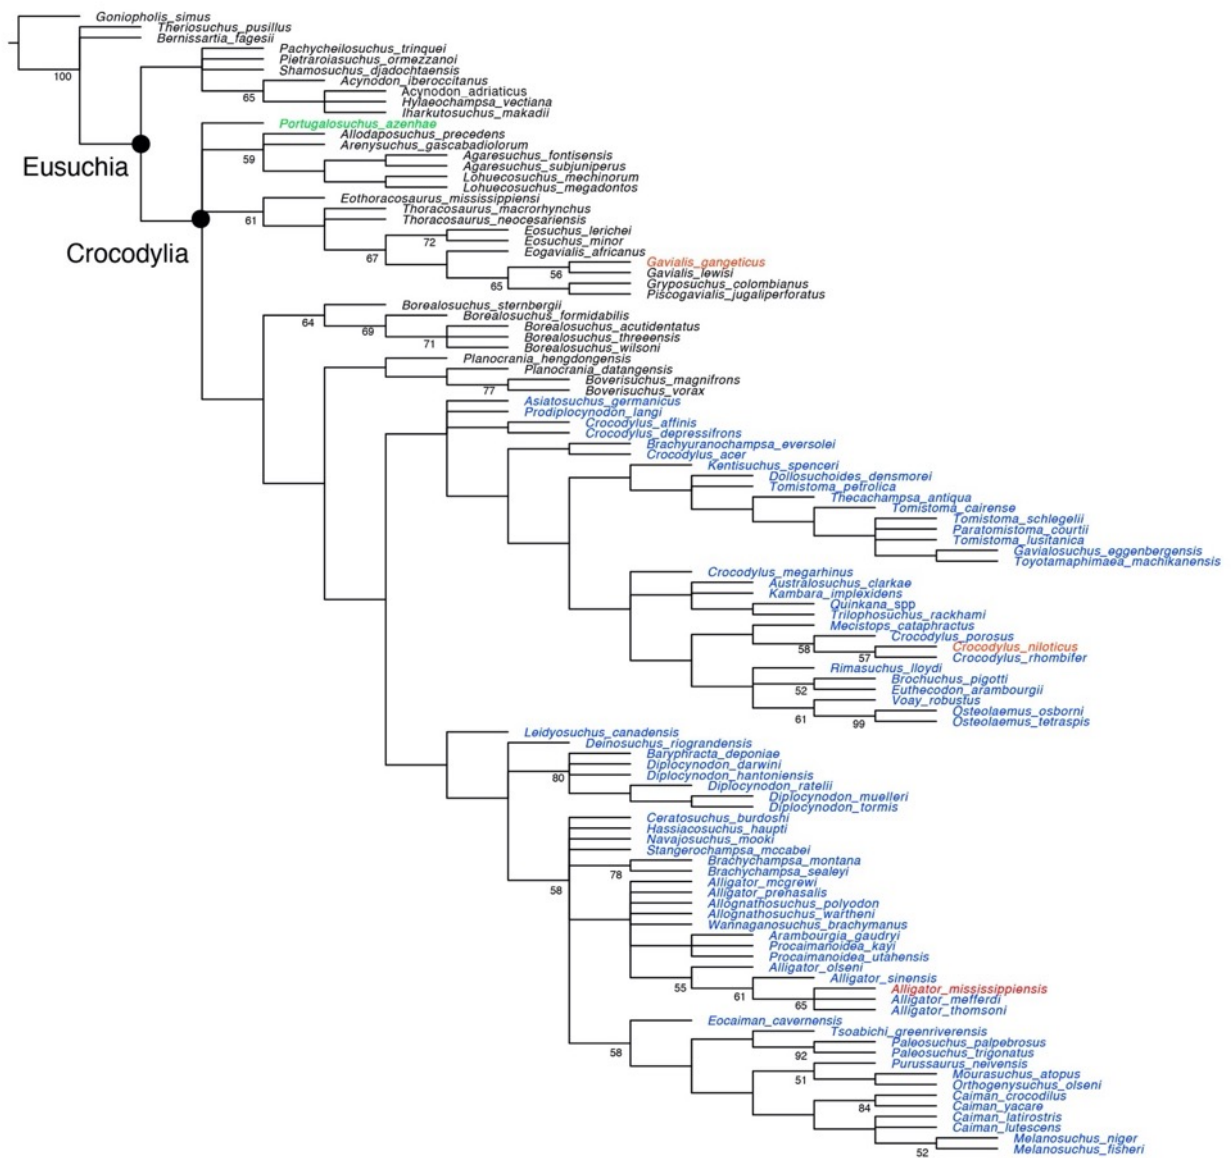 Goniopholis_simus
Theriosuchus_pusillus
Bernissartia_fagesii
Pachycheilosuchus_trinquei
Pietraroiasuchus_ormezzanoi
Shamosuchus_djadochtaensis
100
Acynodon_iberoccitanus
Acynodon_adriaticus
65
Hylaeochampsa_vectiana
Iharkutosuchus_makadii
Portugalosuchus_azenhae
Allodaposuchus_precedens
Arenysuchus_gascabadiolorum
59
Agaresuchus_fontisensis
Eusuchia
Agaresuchus_subjuniperus
Lohuecosuchus_mechinorum
Lohuecosuchus_megadontos
Eothoracosaurus_mississippiensi
Thoracosaurus_macrorhynchus
61
Thoracosaurus_neocesariensis
Eosuchus_lerichei
72
Eosuchus_minor
Crocodylia
Eogavialis_africanus
67
Gavialis_gangeticus
56
Gavialis_lewisi
Gryposuchus_colombianus
65
Piscogavialis_jugaliperforatus
Borealosuchus_sternbergii
Borealosuchus_formidabilis
64
Borealosuchus_acutidentatus
69
Borealosuchus_threeensis
71
Borealosuchus_wilsoni
Planocrania_hengdongensis
Planocrania_datangensis
Boverisuchus_magnifrons
77
Boverisuchus_vorax
Asiatosuchus_germanicus
Prodiplocynodon_langi
Crocodylus_affinis
Crocodylus_depressifrons
Brachyuranochampsa_eversolei
Crocodylus_acer
Kentisuchus_spenceri
Dollosuchoides_densmorei
Tomistoma_petrolica
Thecachampsa_antiqua
Tomistoma_cairense
Tomistoma_schlegelii
Paratomistoma_courtii
Tomistoma_lusitanica
Gavialosuchus_eggenbergensis
Toyotamaphimaea_machikanensis
Crocodylus_megarhinus
Australosuchus_clarkae
Kambara_implexidens
Quinkana_spp
Trilophosuchus_rackhami
Mecistops_cataphractus
Crocodylus_porosus
58
Crocodylus_niloticus
57
Crocodylus_rhombifer
Rimasuchus_lloydi
Brochuchus_pigotti
52
Euthecodon_arambourgii
Voay_robustus
Osteolaemus_osborni
61
99
Osteolaemus_tetraspis
Leidyosuchus_canadensis
Deinosuchus_riograndensis
Baryphracta_deponiae
Diplocynodon_darwini
80
Diplocynodon_hantoniensis
Diplocynodon_ratelii
Diplocynodon_muelleri
Diplocynodon_tormis
Ceratosuchus_burdoshi
Hassiacosuchus_haupti
Navajosuchus_mooki
Stangerochampsa_mccabei
Brachychampsa_montana
78
Brachychampsa_sealeyi
Alligator_mcgrewi
58
Alligator_prenasalis
Allognathosuchus_polyodon
Allognathosuchus_wartheni
Wannaganosuchus_brachymanus
Arambourgia_gaudryi
Procaimanoidea_kayi
Procaimanoidea_utahensis
Alligator_olseni
Alligator_sinensis
55
Alligator_mississippiensis
61
Alligator_mefferdi
65
Alligator_thomsoni
Eocaiman_cavernensis
Tsoabichi_greenriverensis
Paleosuchus_palpebrosus
58
Paleosuchus_trigonatus
92
Purussaurus_neivensis
Mourasuchus_atopus
51
Orthogenysuchus_olseni
Caiman_crocodilus
84
Caiman_yacare
Caiman_latirostris
Caiman_lutescens
Melanosuchus_niger
52
Melanosuchus_fisheri